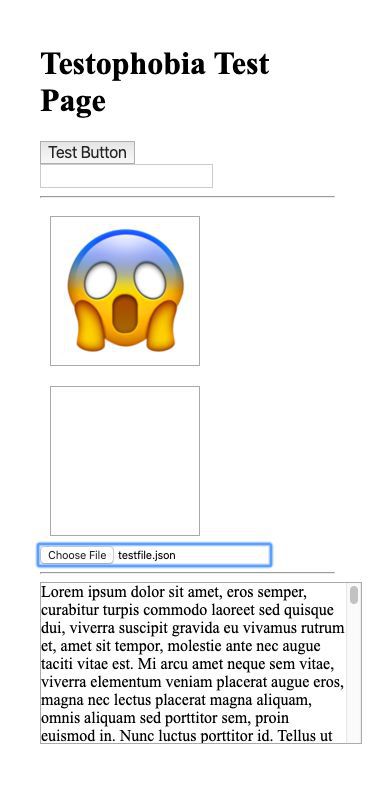 Testophobia Test
Page
Test Button
Choose File testfile.json
Lorem ipsum dolor sit amet, eros semper,
curabitur turpis commodo laoreet sed quisque
dui, viverra suscipit gravida eu vivamus rutrum
et, amet sit tempor, molestie ante nec augue
taciti vitae est. Mi arcu amet neque sem vitae,
viverra elementum veniam placerat augue eros,
magna nec lectus placerat magna aliquam,
omnis aliquam sed porttitor sem, proin
euismod in. Nunc luctus porttitor id. Tellus ut